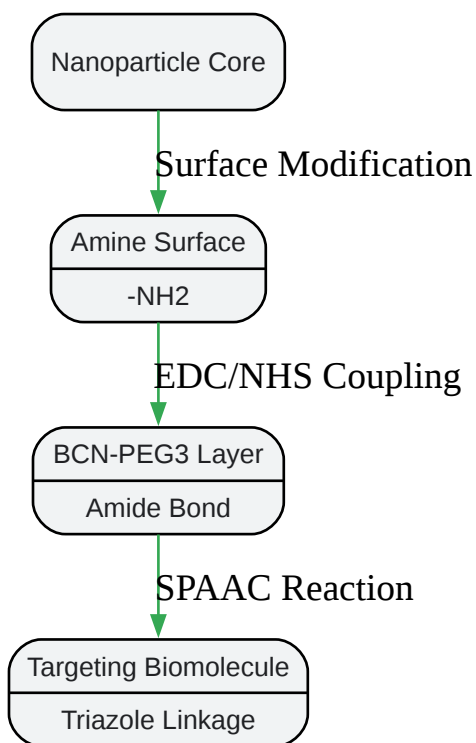 Nanoparticle Core
Surface Modification
Amine Surface
-NH2
EDC/NHS Coupling
BCN-PEG3 Layer
Amide Bond
SPAAC Reaction
Targeting Biomolecule
Triazole Linkage